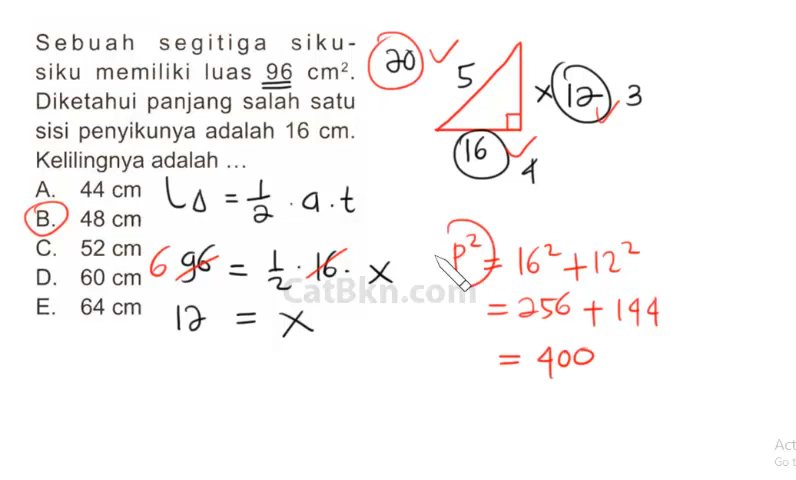 Sebuah segitiga siku-
siku memiliki luas 96 cm².
Diketahui panjang salah satu
sisi penyikunya adalah 16 cm.
Kelilingnya adalah ...
A. 44 cm
B. 48 cm
C. 52 cm
D. 60 cm
E. 64 cm
L△ = 1/2 . a . t
6 96 = 1/2 . 16 . x
12 = x
20
5
x 12 3
16
4
p² = 16² + 12²
= 256 + 144
= 400
CatBkn.com
Act
Go t